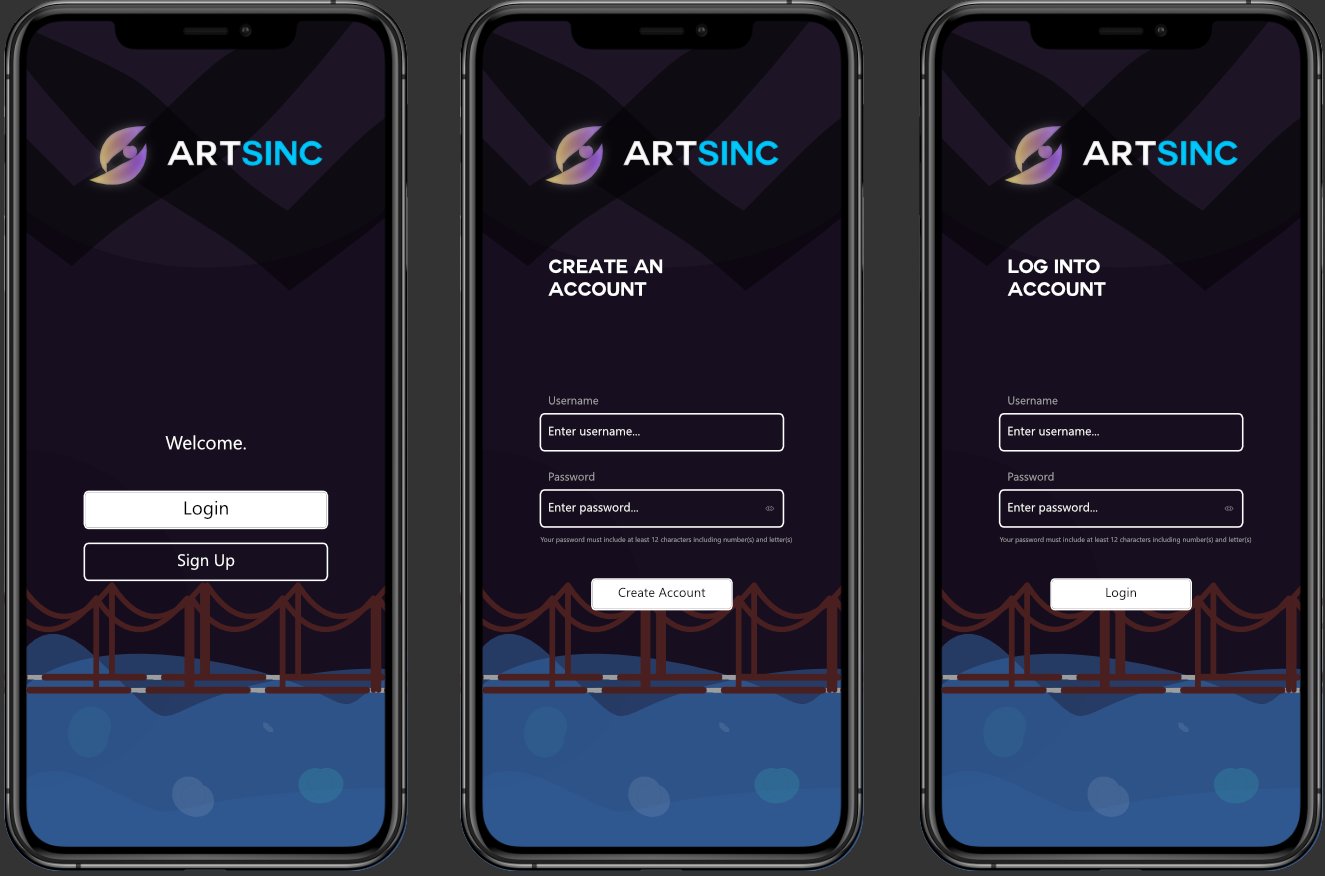 ARTSINC
Welcome.
Login
Sign Up
ARTSINC
CREATE AN
ACCOUNT
Username
Enter username...
Password
Enter password...
Your password must include at least 12 characters including number(s) and letter(s)
Create Account
ARTSINC
LOG INTO
ACCOUNT
Username
Enter username...
Password
Enter password...
Your password must include at least 12 characters including number(s) and letter(s)
Login